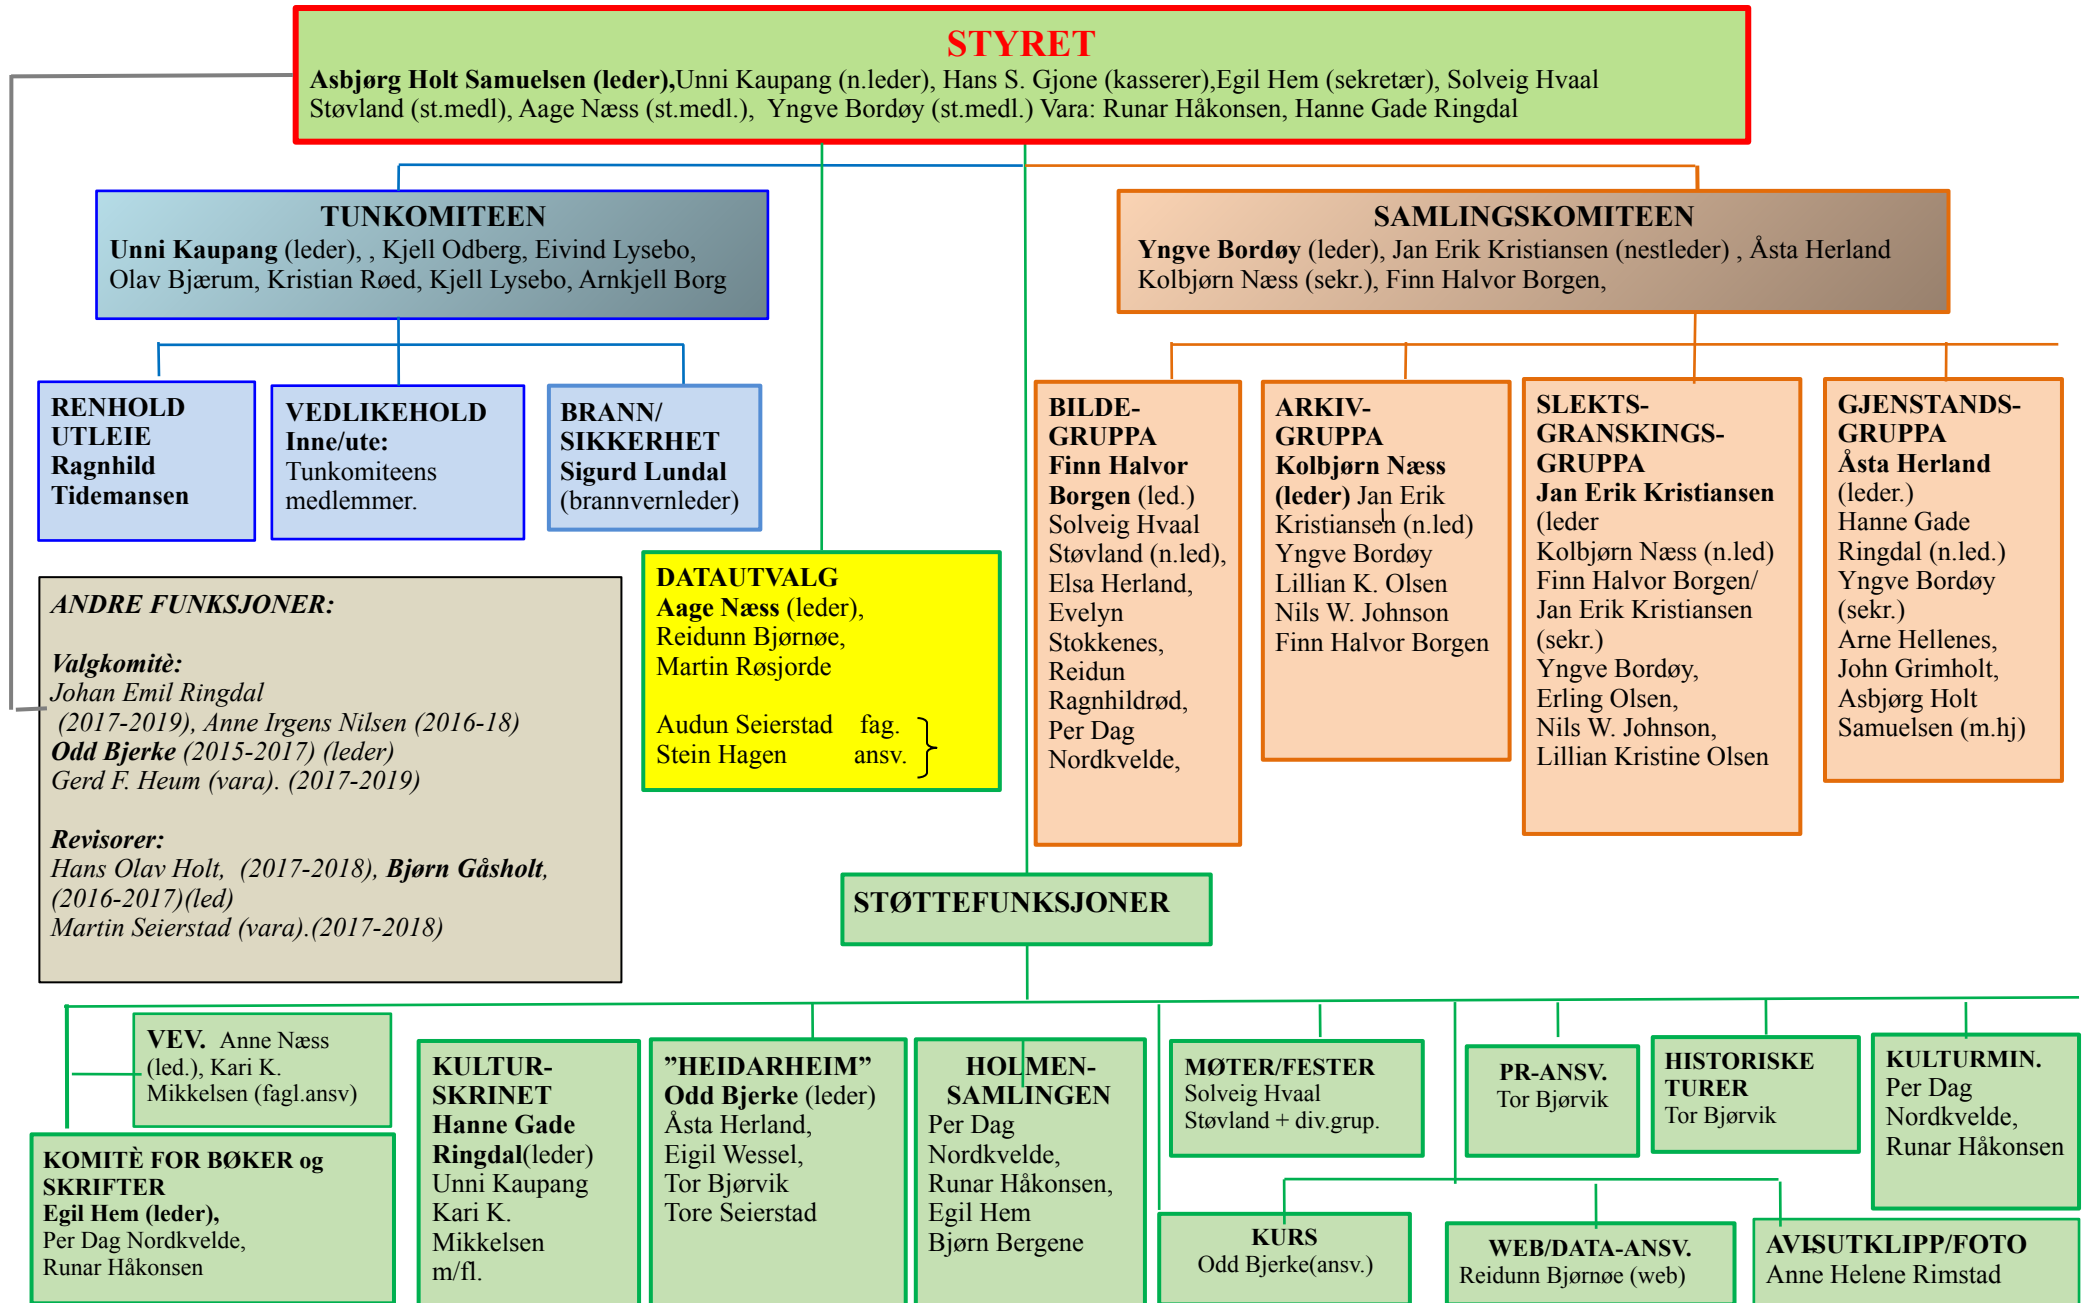 STYRET
Asbjørg Holt Samuelsen (leder),Unni Kaupang (n.leder), Hans S. Gjone (kasserer),Egil Hem (sekretær), Solveig Hvaal
Støvland (st.medl), Aage Næss (st.medl.), Yngve Bordøy (st.medl.) Vara: Runar Håkonsen, Hanne Gade Ringdal
TUNKOMITEEN
Unni Kaupang (leder), , Kjell Odberg, Eivind Lysebo,
Olav Bjærum, Kristian Røed, Kjell Lysebo, Arnkjell Borg
SAMLINGSKOMITEEN
Yngve Bordøy (leder), Jan Erik Kristiansen (nestleder) , Åsta Herland
Kolbjørn Næss (sekr.), Finn Halvor Borgen,
RENHOLD
UTLEIE
Ragnhild
Tidemansen
VEDLIKEHOLD
Inne/ute:
Tunkomiteens
medlemmer.
BRANN/
SIKKERHET
Sigurd Lundal
(brannvernleder)
BILDE-
GRUPPA
Finn Halvor
Borgen (led.)
Solveig Hvaal
Støvland (n.led),
Elsa Herland,
Evelyn
Stokkenes,
Reidun
Ragnhildrød,
Per Dag
Nordkvelde,
ARKIV-
GRUPPA
Kolbjørn Næss
(leder) Jan Erik
Kristiansen (n.led)
Yngve Bordøy
Lillian K. Olsen
Nils W. Johnson
Finn Halvor Borgen
SLEKTS-
GRANSKINGS-
GRUPPA
Jan Erik Kristiansen
(leder
Kolbjørn Næss (n.led)
Finn Halvor Borgen/
Jan Erik Kristiansen
(sekr.)
Yngve Bordøy,
Erling Olsen,
Nils W. Johnson,
Lillian Kristine Olsen
GJENSTANDS-
GRUPPA
Åsta Herland
(leder.)
Hanne Gade
Ringdal (n.led.)
Yngve Bordøy
(sekr.)
Arne Hellenes,
John Grimholt,
Asbjørg Holt
Samuelsen (m.hj)
DATAUTVALG
Aage Næss (leder),
Reidunn Bjørnøe,
Martin Røsjorde
Audun Seierstad fag.
Stein Hagen ansv.
ANDRE FUNKSJONER:
Valgkomitè:
Johan Emil Ringdal
(2017-2019), Anne Irgens Nilsen (2016-18)
Odd Bjerke (2015-2017) (leder)
Gerd F. Heum (vara). (2017-2019)
Revisorer:
Hans Olav Holt, (2017-2018), Bjørn Gåsholt,
(2016-2017)(led)
Martin Seierstad (vara).(2017-2018)
STØTTEFUNKSJONER
VEV. Anne Næss
(led.), Kari K.
Mikkelsen (fagl.ansv)
KOMITÈ FOR BØKER og
SKRIFTER
Egil Hem (leder),
Per Dag Nordkvelde,
Runar Håkonsen
KULTUR-
SKRINET
Hanne Gade
Ringdal(leder)
Unni Kaupang
Kari K.
Mikkelsen
m/fl.
”HEIDARHEIM”
Odd Bjerke (leder)
Åsta Herland,
Eigil Wessel,
Tor Bjørvik
Tore Seierstad
HOLMEN-
SAMLINGEN
Per Dag
Nordkvelde,
Runar Håkonsen,
Egil Hem
Bjørn Bergene
MØTER/FESTER
Solveig Hvaal
Støvland + div.grup.
PR-ANSV.
Tor Bjørvik
HISTORISKE
TURER
Tor Bjørvik
KULTURMIN.
Per Dag
Nordkvelde,
Runar Håkonsen
KURS
Odd Bjerke(ansv.)
WEB/DATA-ANSV.
Reidunn Bjørnøe (web)
AVISUTKLIPP/FOTO
Anne Helene Rimstad